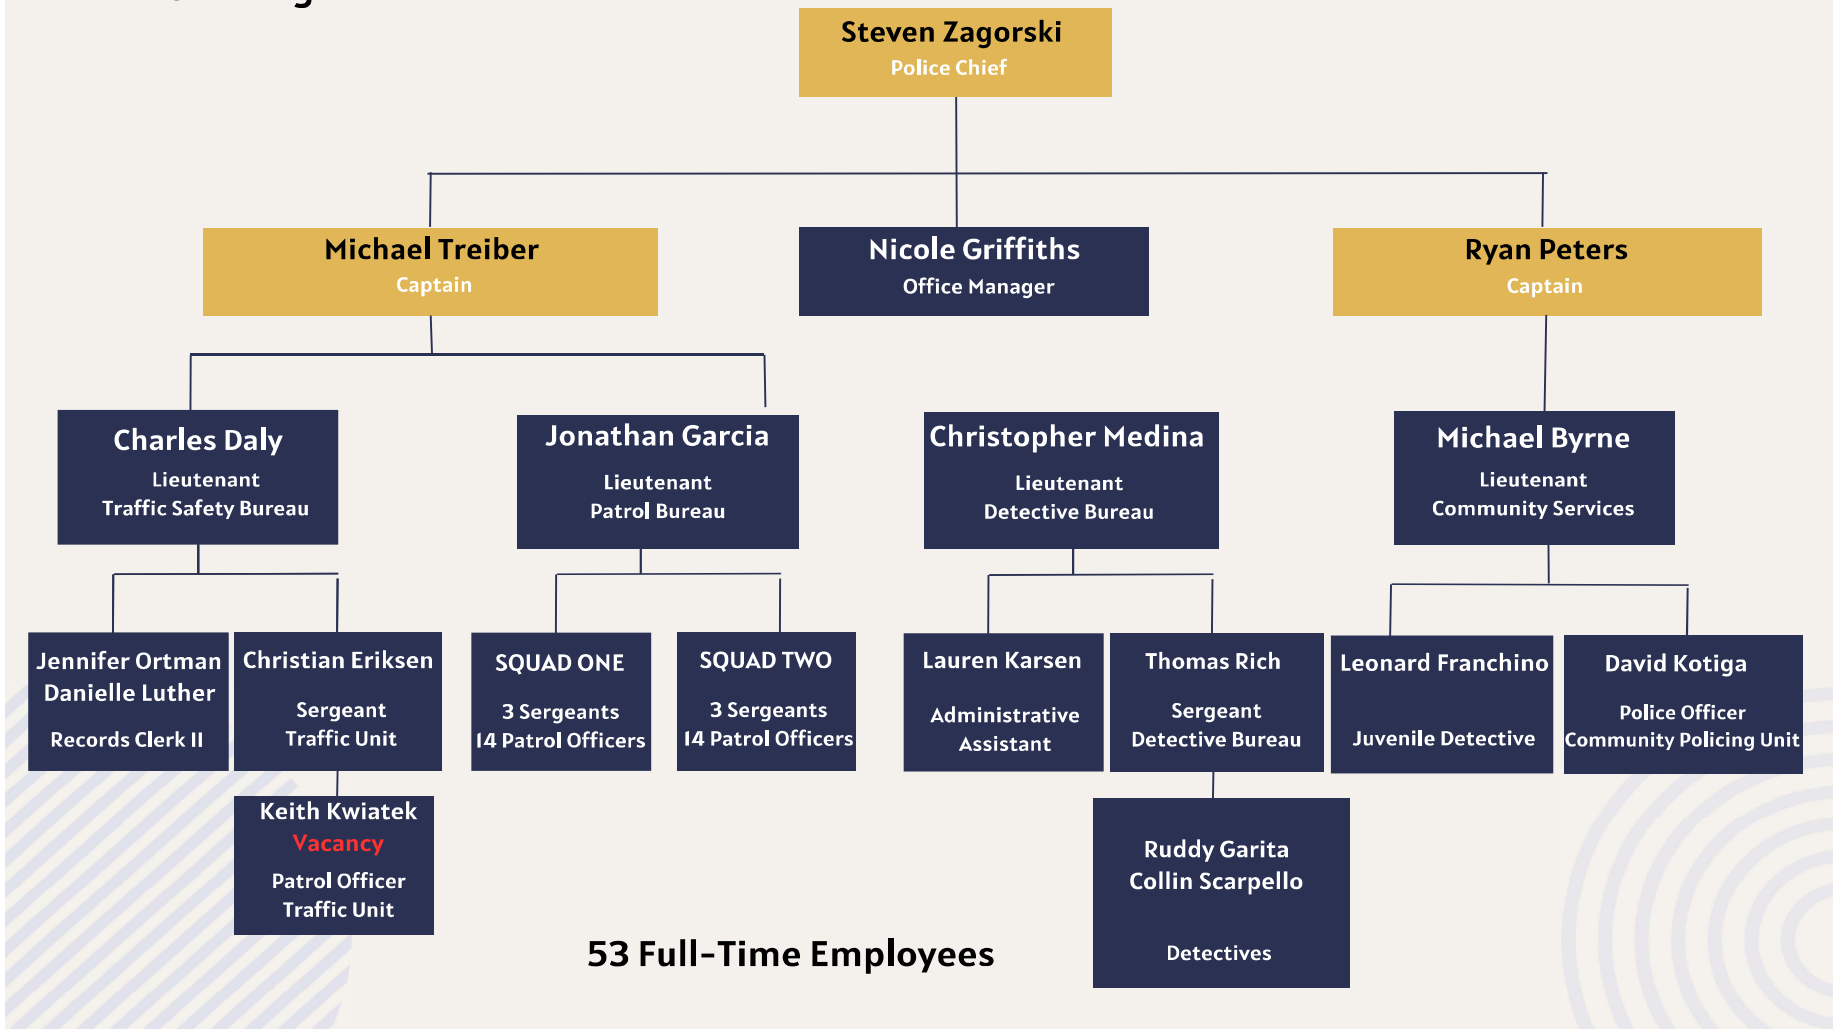 Steven Zagorski
Police Chief
Michael Treiber
Captain
Nicole Griffiths
Office Manager
Ryan Peters
Captain
Charles Daly
Lieutenant
Traffic Safety Bureau
Jonathan Garcia
Lieutenant
Patrol Bureau
Christopher Medina
Lieutenant
Detective Bureau
Michael Byrne
Lieutenant
Community Services
Jennifer Ortman
Danielle Luther
Records Clerk II
Christian Eriksen
Sergeant
Traffic Unit
SQUAD ONE
3 Sergeants
14 Patrol Officers
SQUAD TWO
3 Sergeants
14 Patrol Officers
Lauren Karsen
Administrative
Assistant
Thomas Rich
Sergeant
Detective Bureau
Leonard Franchino
Juvenile Detective
David Kotiga
Police Officer
Community Policing Unit
Keith Kwiatek
Vacancy
Patrol Officer
Traffic Unit
Ruddy Garita
Collin Scarpello
Detectives
53 Full-Time Employees